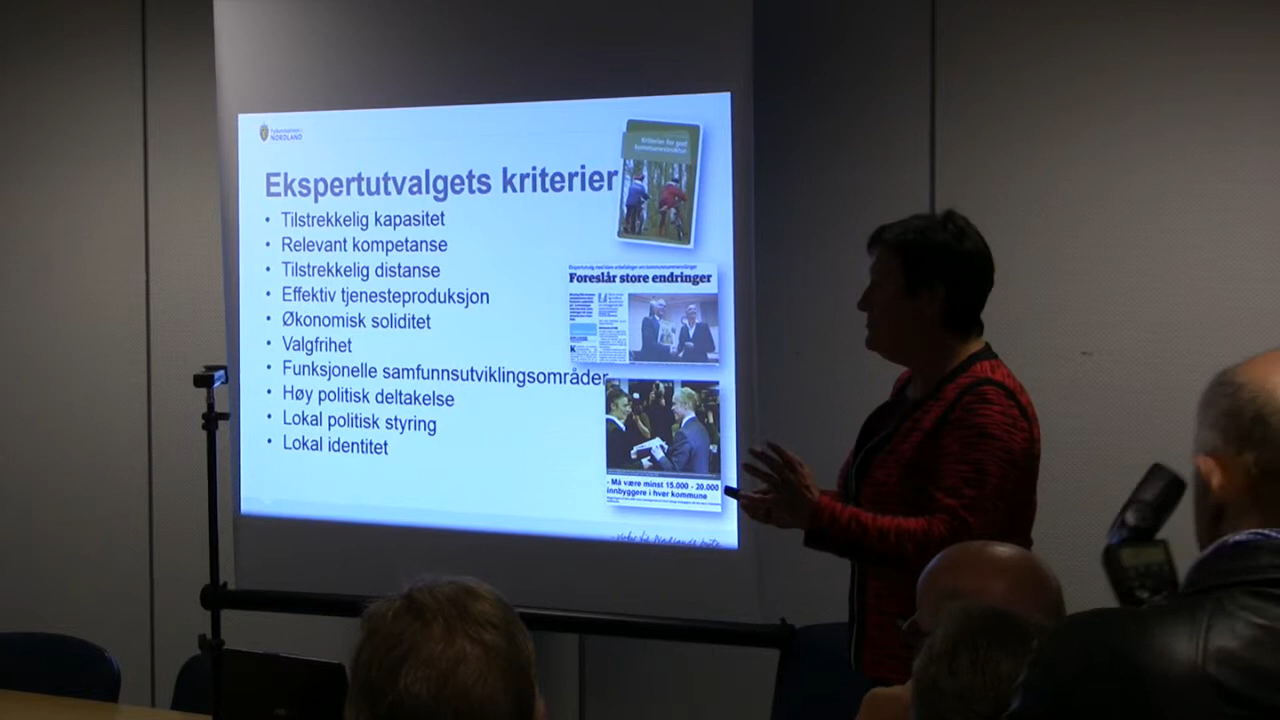 Fylkesmannen i
NORDLAND
Kriterier for god
kommunestruktur
Ekspertutvalgets kriterier
• Tilstrekkelig kapasitet
• Relevant kompetanse
• Tilstrekkelig distanse
• Effektiv tjenesteproduksjon
• Økonomisk soliditet
• Valgfrihet
• Funksjonelle samfunnsutviklingsområder
• Høy politisk deltakelse
• Lokal politisk styring
• Lokal identitet
Foreslår store endringer
- Må være minst 15.000 - 20.000
innbyggere i hver kommune